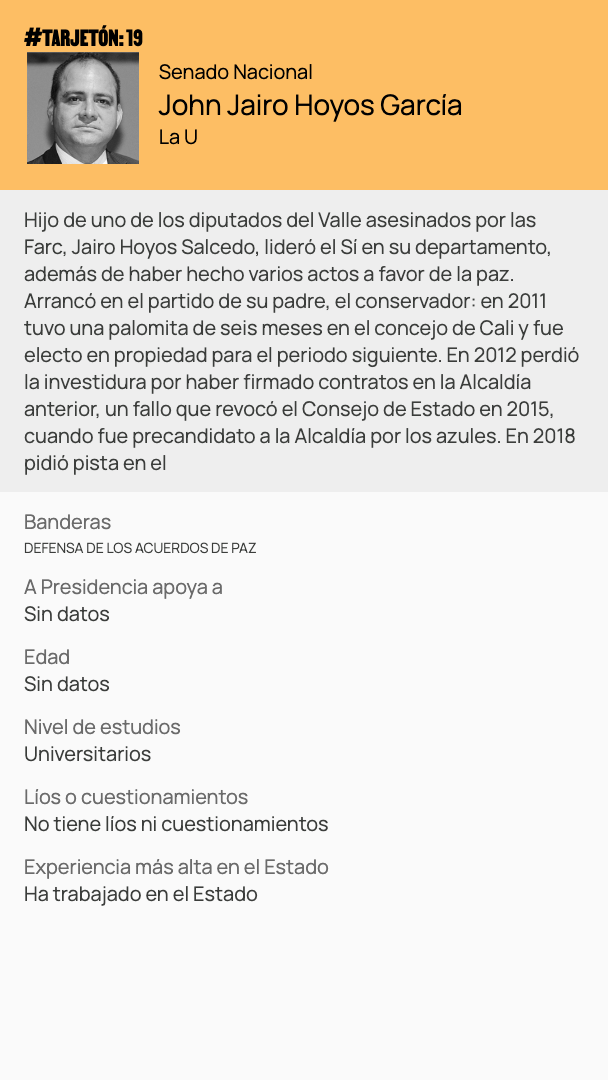 #TARJETÓN: 19
Senado Nacional
John Jairo Hoyos García
La U
Hijo de uno de los diputados del Valle asesinados por las
Farc, Jairo Hoyos Salcedo, lideró el Sí en su departamento,
además de haber hecho varios actos a favor de la paz.
Arrancó en el partido de su padre, el conservador: en 2011
tuvo una palomita de seis meses en el concejo de Cali y fue
electo en propiedad para el periodo siguiente. En 2012 perdió
la investidura por haber firmado contratos en la Alcaldía
anterior, un fallo que revocó el Consejo de Estado en 2015,
cuando fue precandidato a la Alcaldía por los azules. En 2018
pidió pista en el
Banderas
DEFENSA DE LOS ACUERDOS DE PAZ
A Presidencia apoya a
Sin datos
Edad
Sin datos
Nivel de estudios
Universitarios
Líos o cuestionamientos
No tiene líos ni cuestionamientos
Experiencia más alta en el Estado
Ha trabajado en el Estado